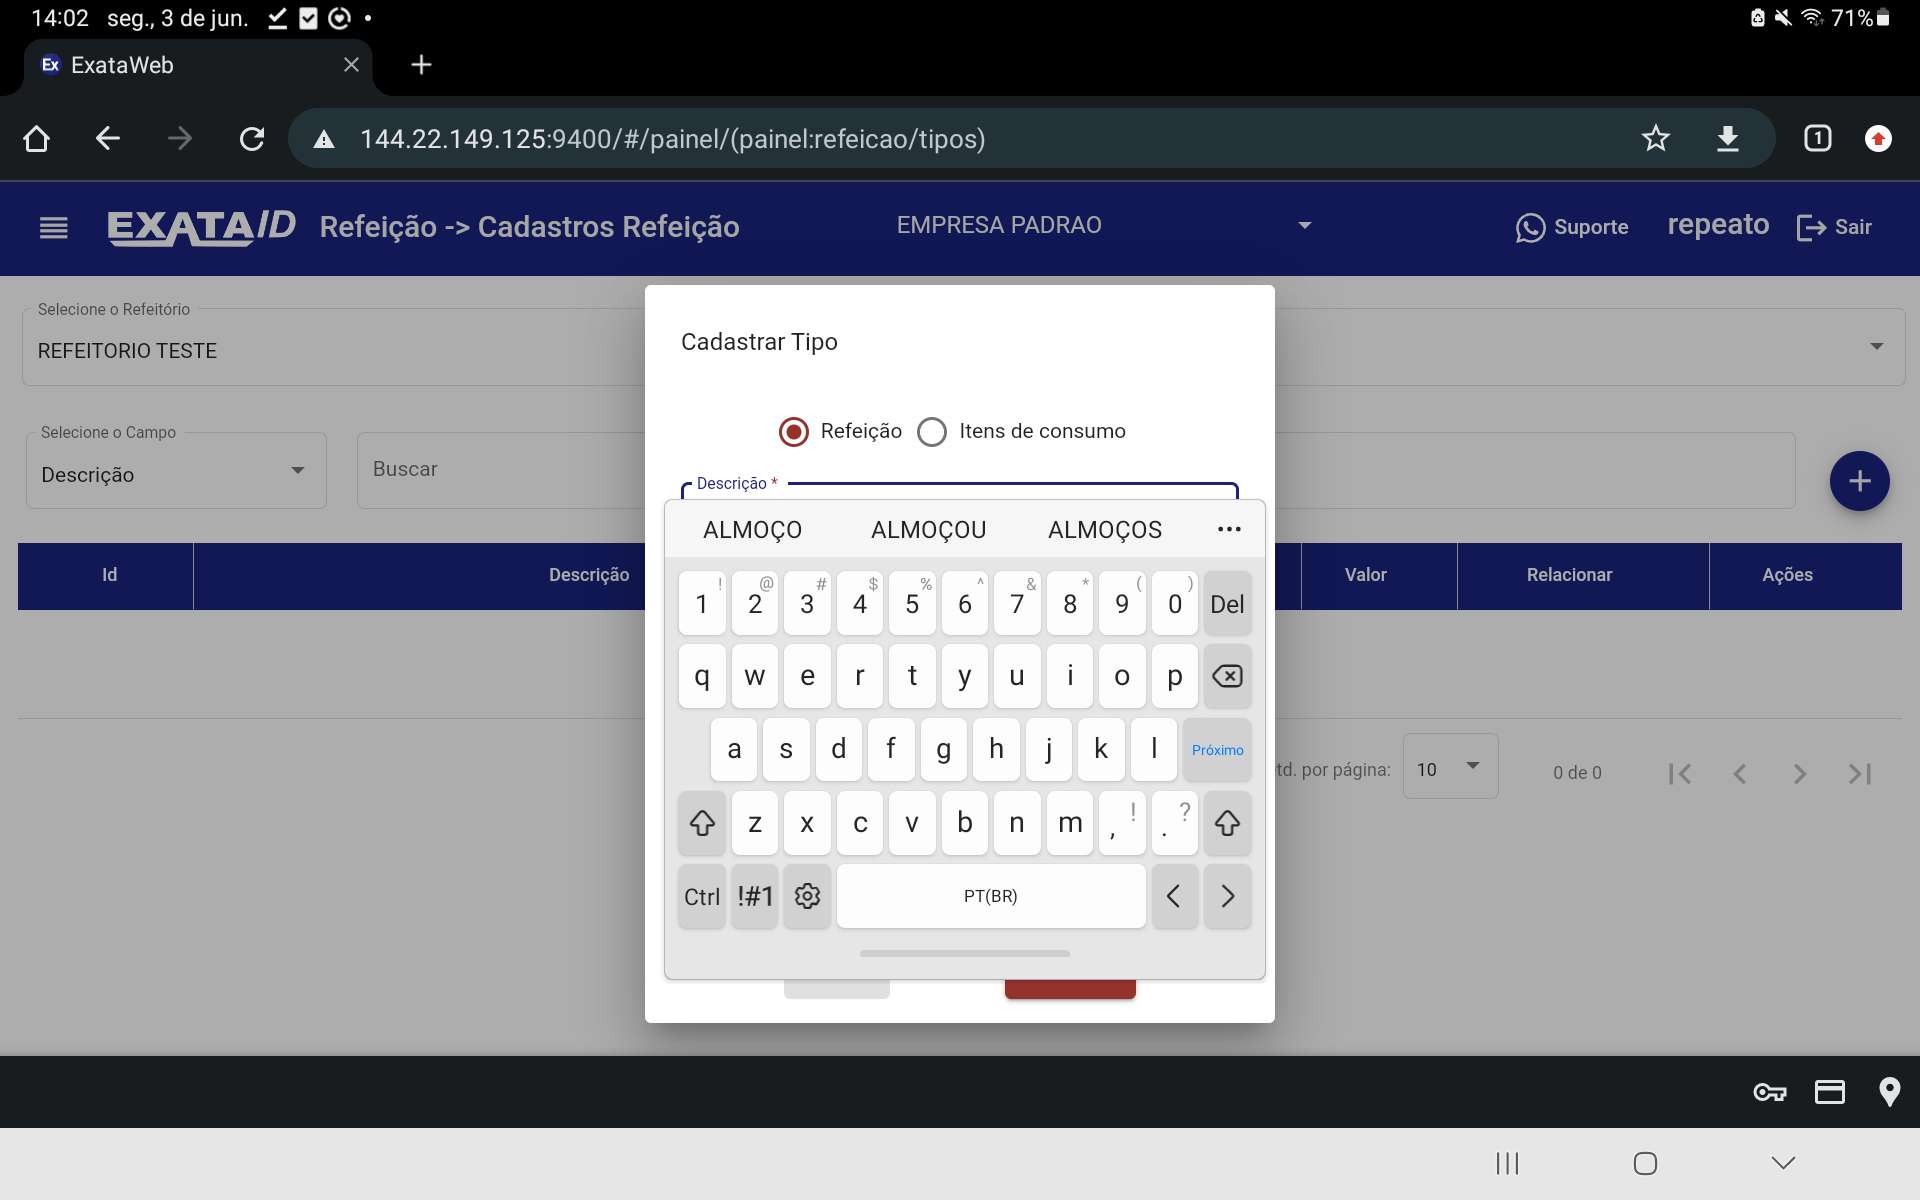 14:02 seg., 3 de jun.
71%
Ex ExataWeb
144.22.149.125:9400/#/painel/(painel:refeicao/tipos)
1
EXATAID Refeição -> Cadastros Refeição EMPRESA PADRAO Suporte repeato Sair
Selecione o Refeitório
REFEITORIO TESTE
Cadastrar Tipo
Refeição Itens de consumo
Selecione o Campo
Descrição
Buscar
Descrição *
ALMOÇO ALMOÇOU ALMOÇOS
Id Descrição Valor Relacionar Ações
! @ # $ % ^ & * ( )
1 2 3 4 5 6 7 8 9 0 Del
q w e r t y u i o p
a s d f g h j k l Próximo
td. por página: 10 0 de 0
z x c v b n m , ! . ?
Ctrl !#1 PT(BR) < >